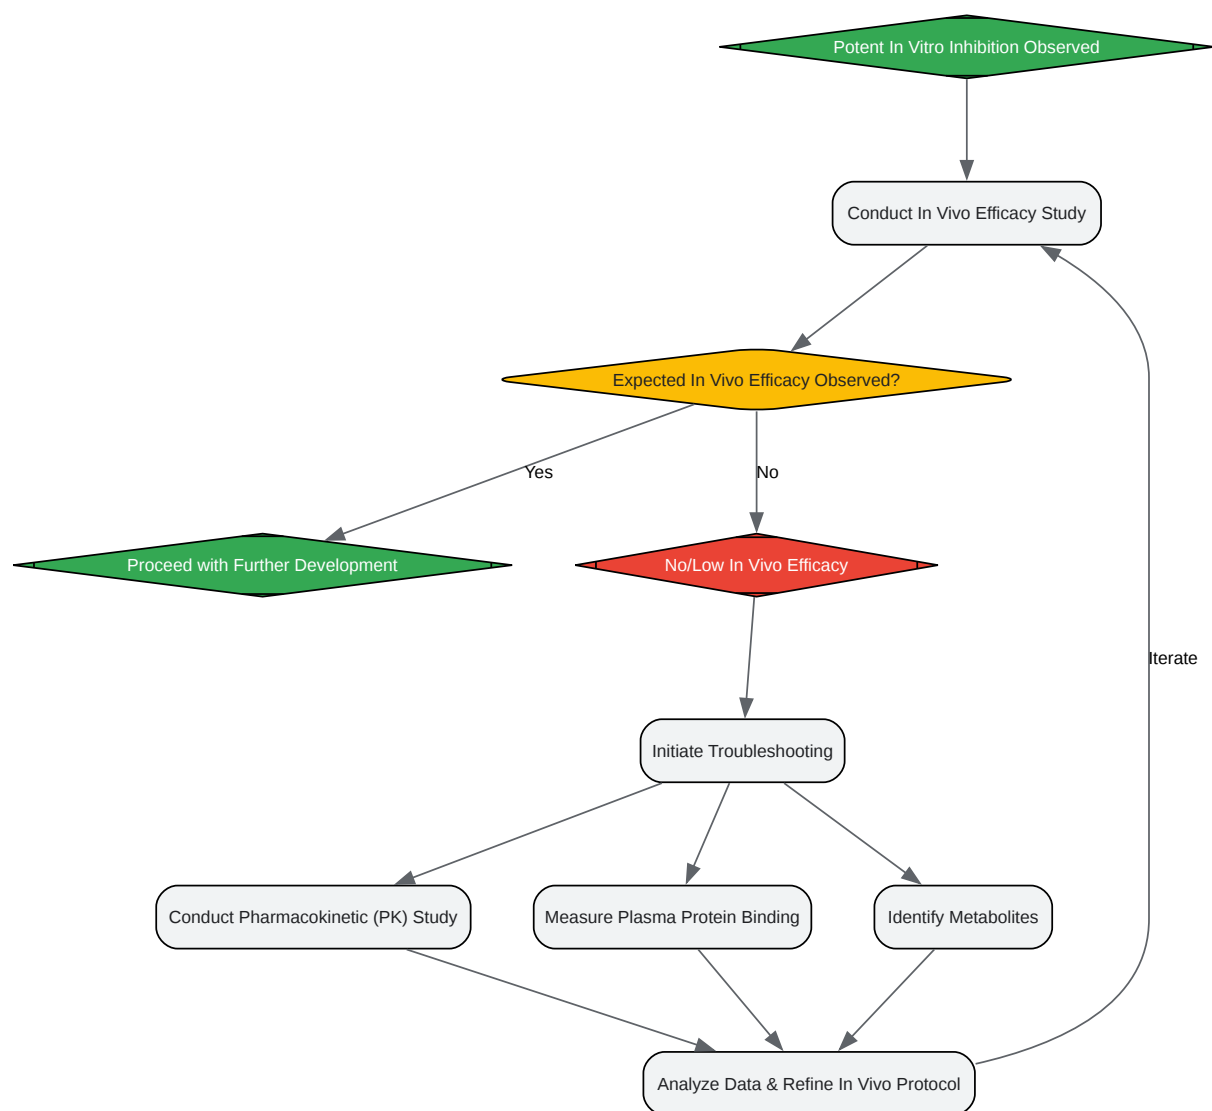 Potent In Vitro Inhibition Observed
Conduct In Vivo Efficacy Study
Expected In Vivo Efficacy Observed?
Yes
No
Proceed with Further Development
No/Low In Vivo Efficacy
Iterate
Initiate Troubleshooting
Conduct Pharmacokinetic (PK) Study
Measure Plasma Protein Binding
Identify Metabolites
Analyze Data & Refine In Vivo Protocol